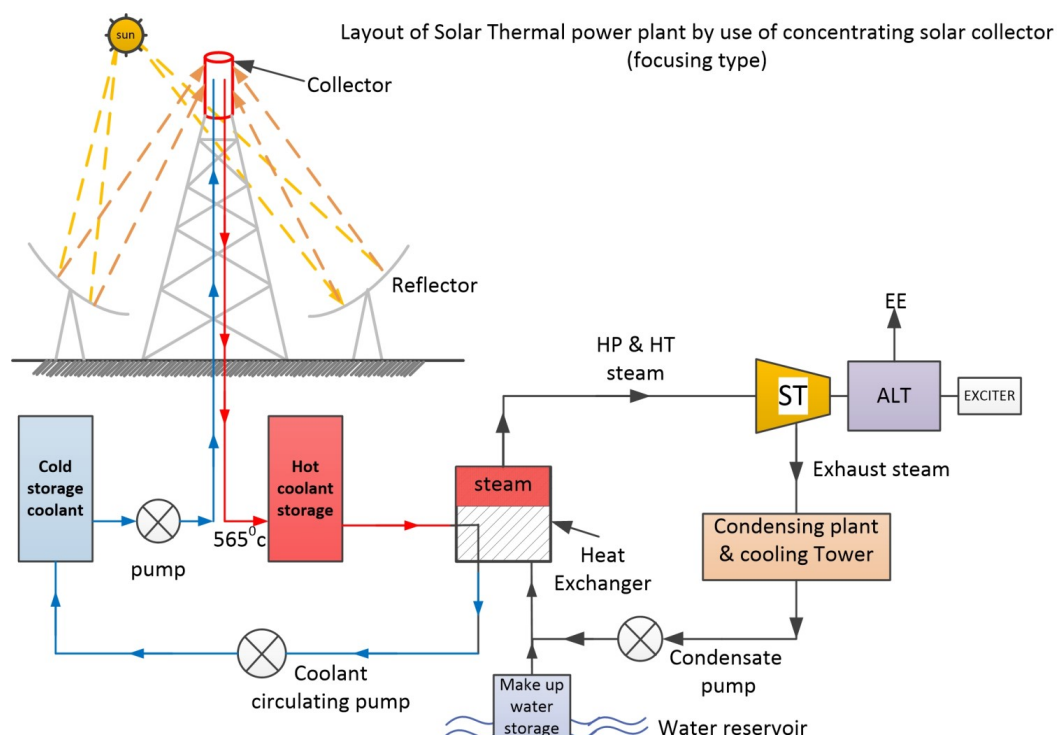 sun
Layout of Solar Thermal power plant by use of concentrating solar collector
(focusing type)
Collector
Reflector
EE
HP & HT
steam
ST
ALT
EXCITER
Cold
storage
coolant
Hot
coolant
storage
steam
Exhaust steam
565⁰c
pump
Heat
Exchanger
Condensing plant
& cooling Tower
Coolant
circulating pump
Condensate
pump
Make up
water
storage
Water reservoir